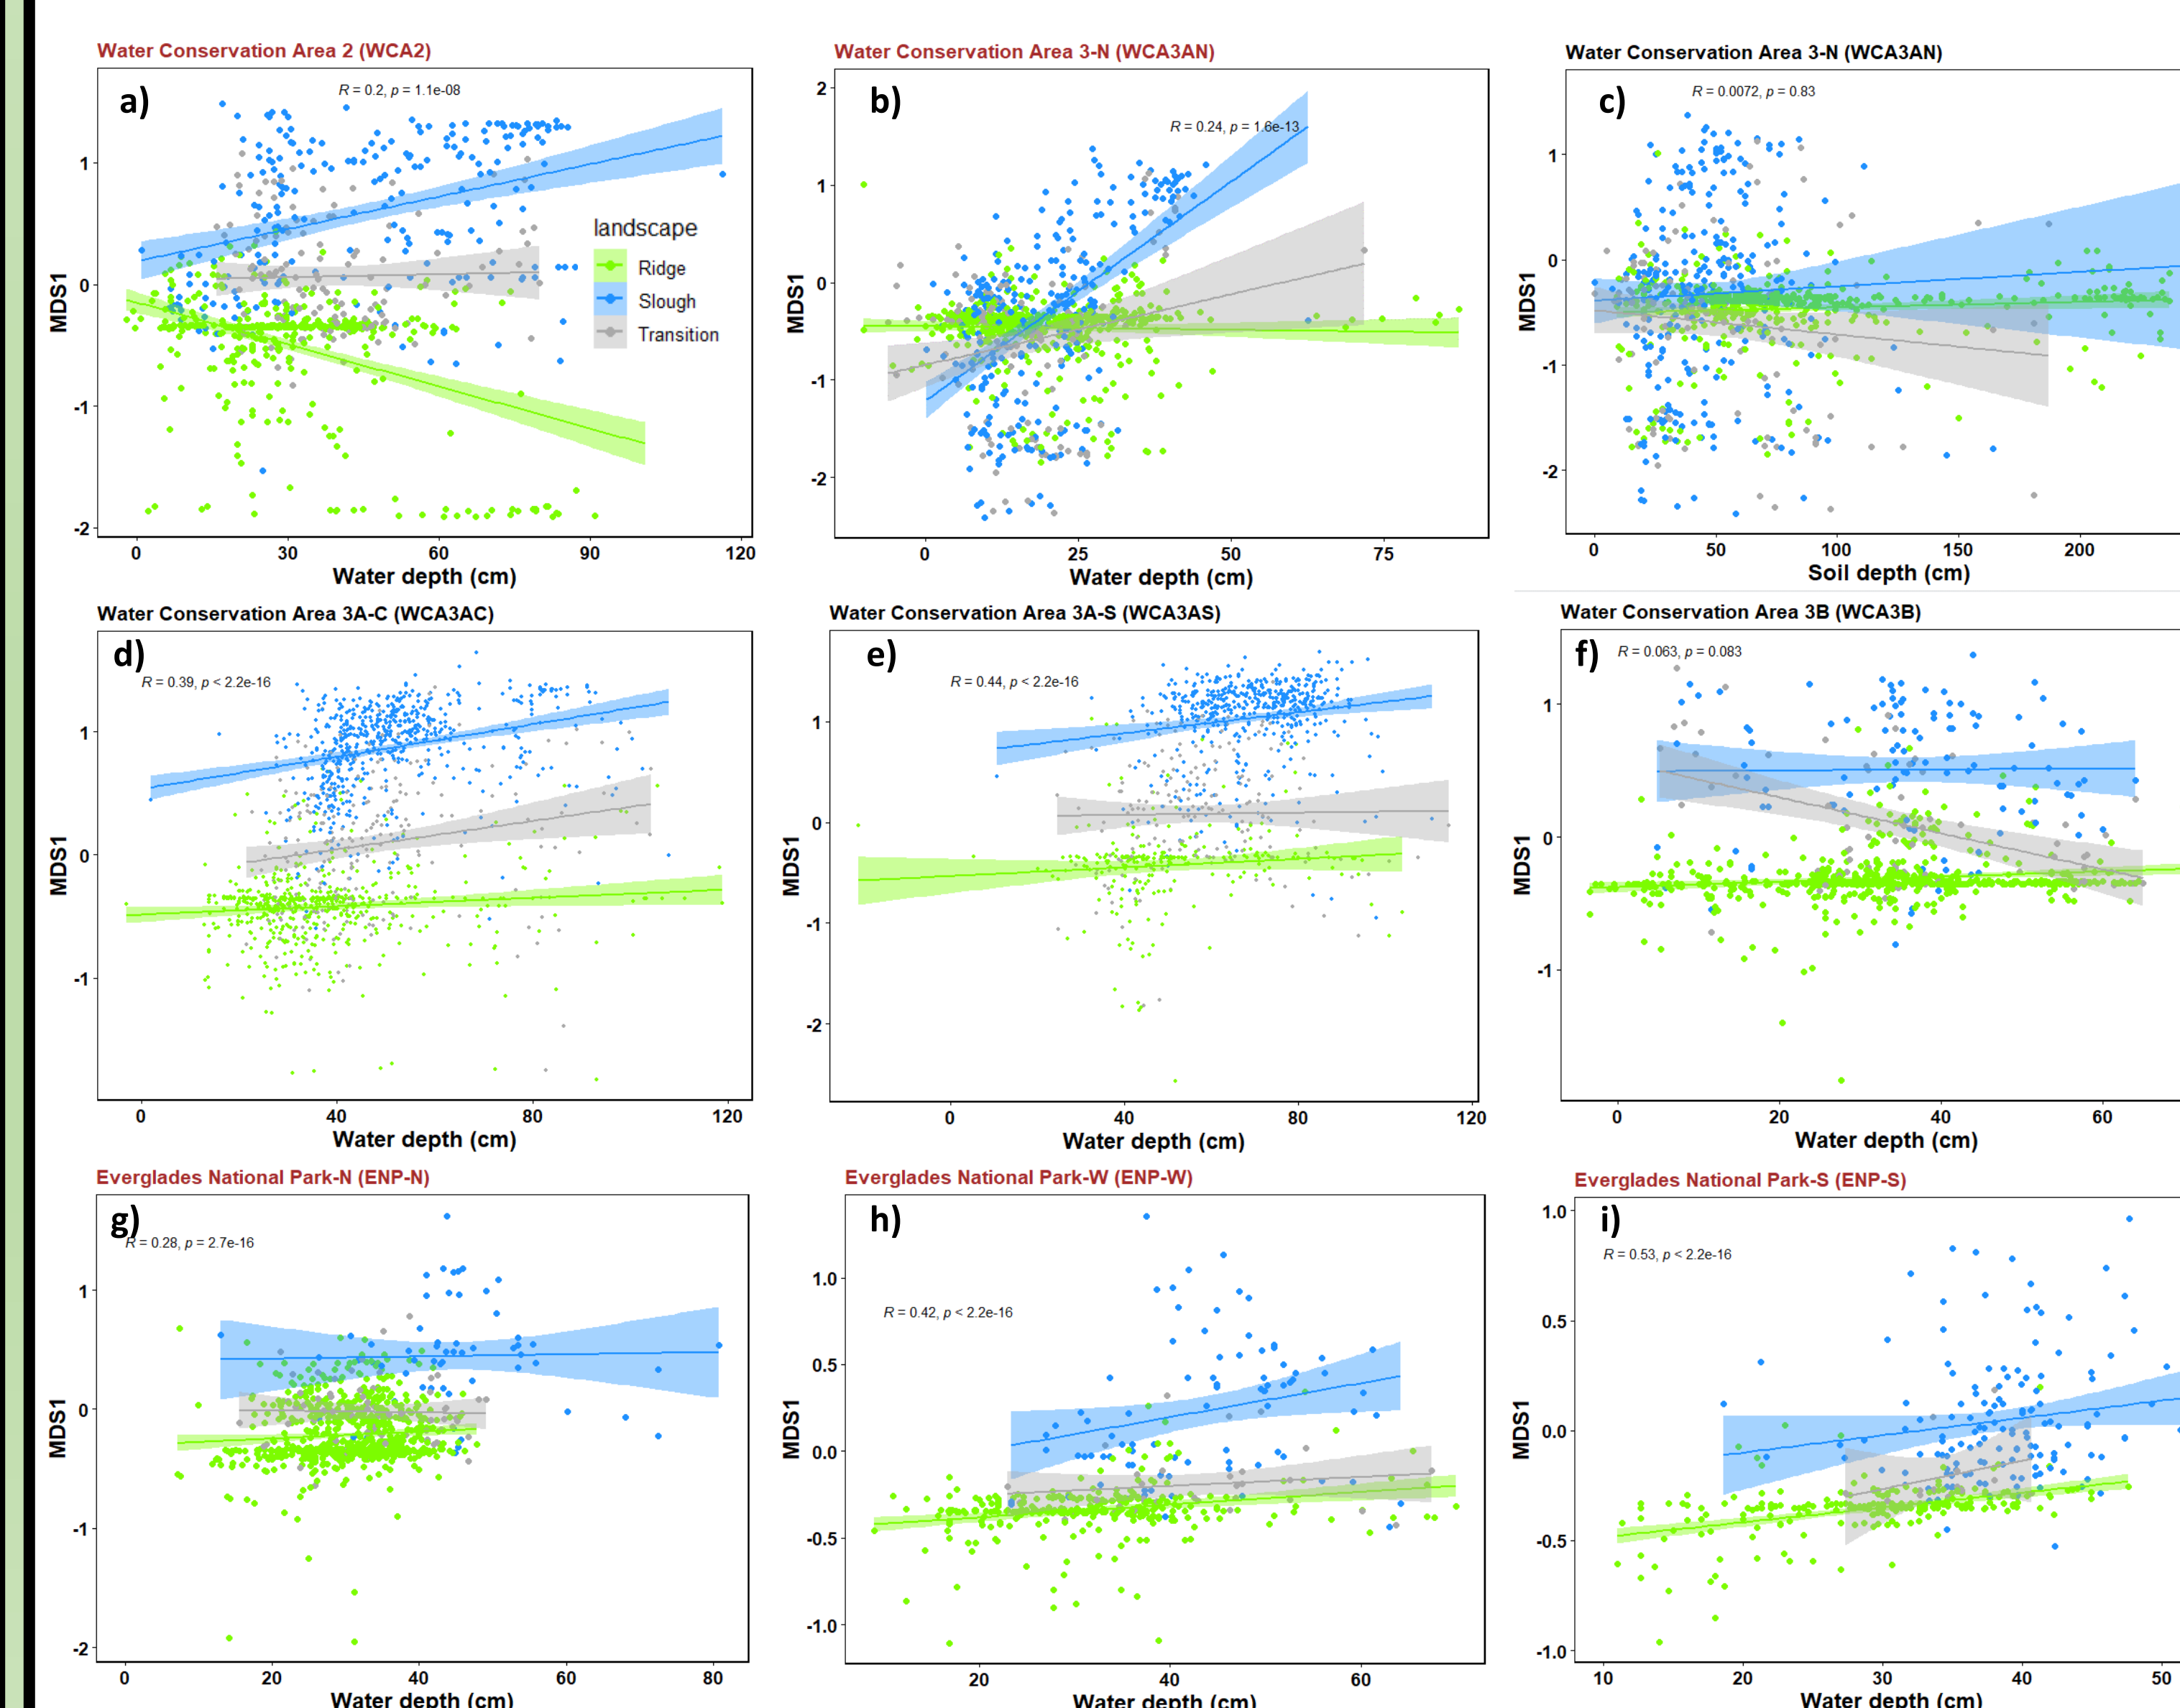 Water Conservation Area 2 (WCA2)
a)
R = 0.2, p = 1.1e-08
MDS1
1
0
-1
-2
0 30 60 90 120
Water depth (cm)
landscape
Ridge
Slough
Transition
Water Conservation Area 3-N (WCA3AN)
b)
R = 0.24, p = 1.6e-13
MDS1
2
1
0
-1
-2
0 25 50 75
Water depth (cm)
Water Conservation Area 3-N (WCA3AN)
c)
R = 0.0072, p = 0.83
MDS1
1
0
-1
-2
0 50 100 150 200
Soil depth (cm)
Water Conservation Area 3A-C (WCA3AC)
d)
R = 0.39, p < 2.2e-16
MDS1
1
0
-1
0 40 80 120
Water depth (cm)
Water Conservation Area 3A-S (WCA3AS)
e)
R = 0.44, p < 2.2e-16
MDS1
1
0
-1
-2
0 40 80 120
Water depth (cm)
Water Conservation Area 3B (WCA3B)
f)
R = 0.063, p = 0.083
MDS1
1
0
-1
0 20 40 60
Water depth (cm)
Everglades National Park-N (ENP-N)
g)
R = 0.28, p = 2.7e-16
MDS1
1
0
-1
-2
0 20 40 60 80
Water depth (cm)
Everglades National Park-W (ENP-W)
h)
R = 0.42, p < 2.2e-16
MDS1
1.0
0.5
0.0
-0.5
-1.0
20 40 60
Water depth (cm)
Everglades National Park-S (ENP-S)
i)
R = 0.53, p < 2.2e-16
MDS1
1.0
0.5
0.0
-0.5
-1.0
10 20 30 40 50
Water depth (cm)